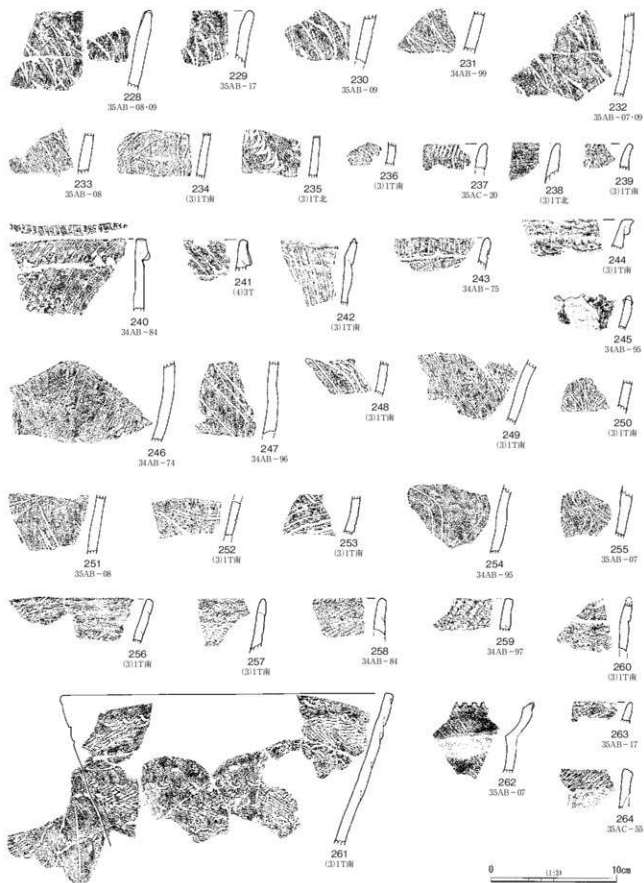 228
35AB-08·09
229
35AB-17
230
35AB-09
231
34AB-99
232
35AB-07·09
233
35AB-08
234
(3)1T南
235
(3)1T北
236
(3)1T南
237
35AC-20
238
(3)1T北
239
(3)1T南
240
34AB-84
241
(4)3T
242
(3)1T南
243
34AB-75
244
(3)1T南
245
34AB-95
246
34AB-74
247
34AB-96
248
(3)1T南
249
(3)1T南
250
(3)1T南
251
35AB-08
252
(3)1T南
253
(3)1T南
254
34AB-95
255
35AB-07
256
(3)1T南
257
(3)1T南
258
34AB-84
259
34AB-97
260
(3)1T南
261
(3)1T南
262
35AB-07
263
35AB-17
264
35AC-55
0 (1:3) 10cm